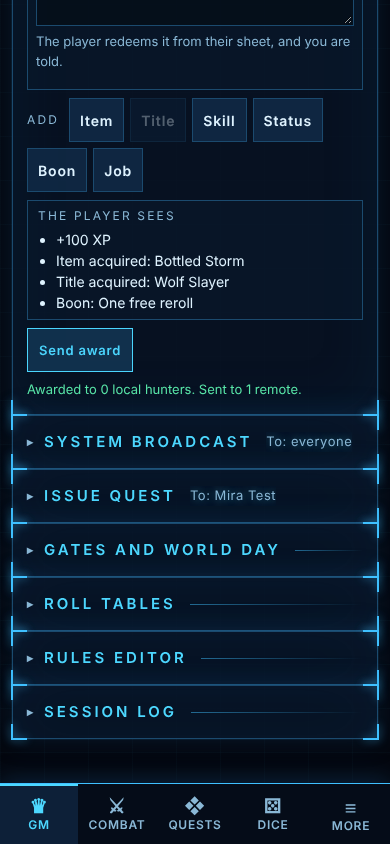 The player redeems it from their sheet, and you are
told.
ADD Item Title Skill Status
Boon Job
THE PLAYER SEES
• +100 XP
• Item acquired: Bottled Storm
• Title acquired: Wolf Slayer
• Boon: One free reroll
Send award
Awarded to 0 local hunters. Sent to 1 remote.
▸ SYSTEM BROADCAST To: everyone
▸ ISSUE QUEST To: Mira Test
▸ GATES AND WORLD DAY
▸ ROLL TABLES
▸ RULES EDITOR
▸ SESSION LOG
GM COMBAT QUESTS DICE MORE